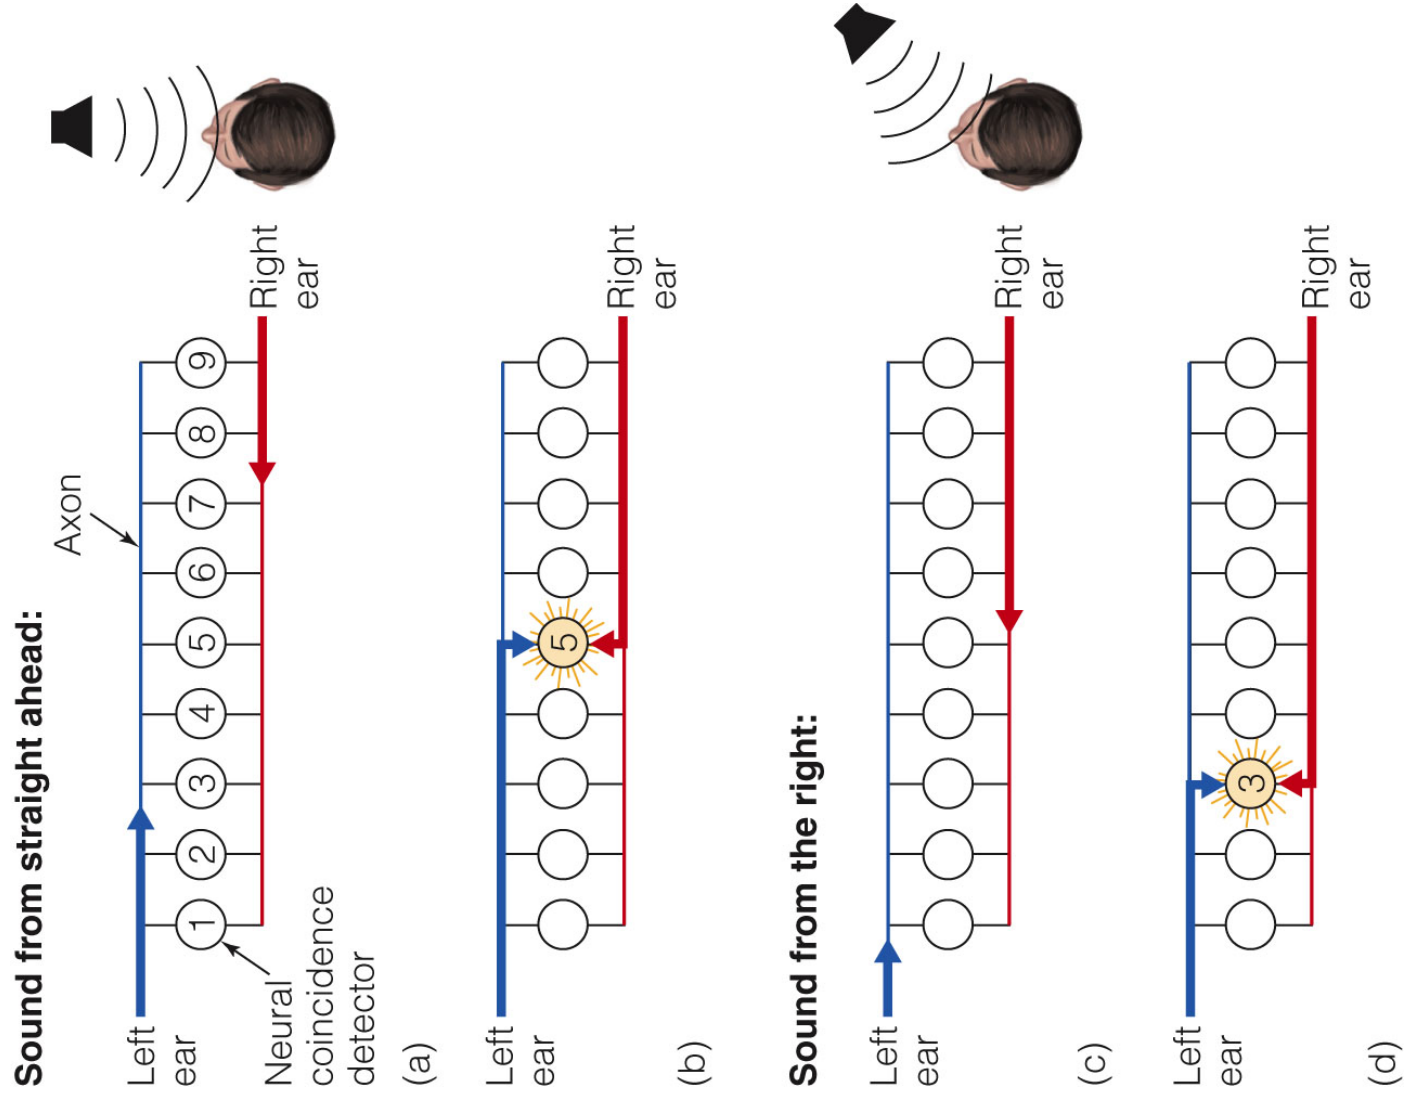 Sound from straight ahead:
Axon
Left
ear
1 2 3 4 5 6 7 8 9
Right
ear
Neural
coincidence
detector
(a)
Left
ear
5
Right
ear
(b)
Sound from the right:
Left
ear
Right
ear
(c)
Left
ear
3
Right
ear
(d)